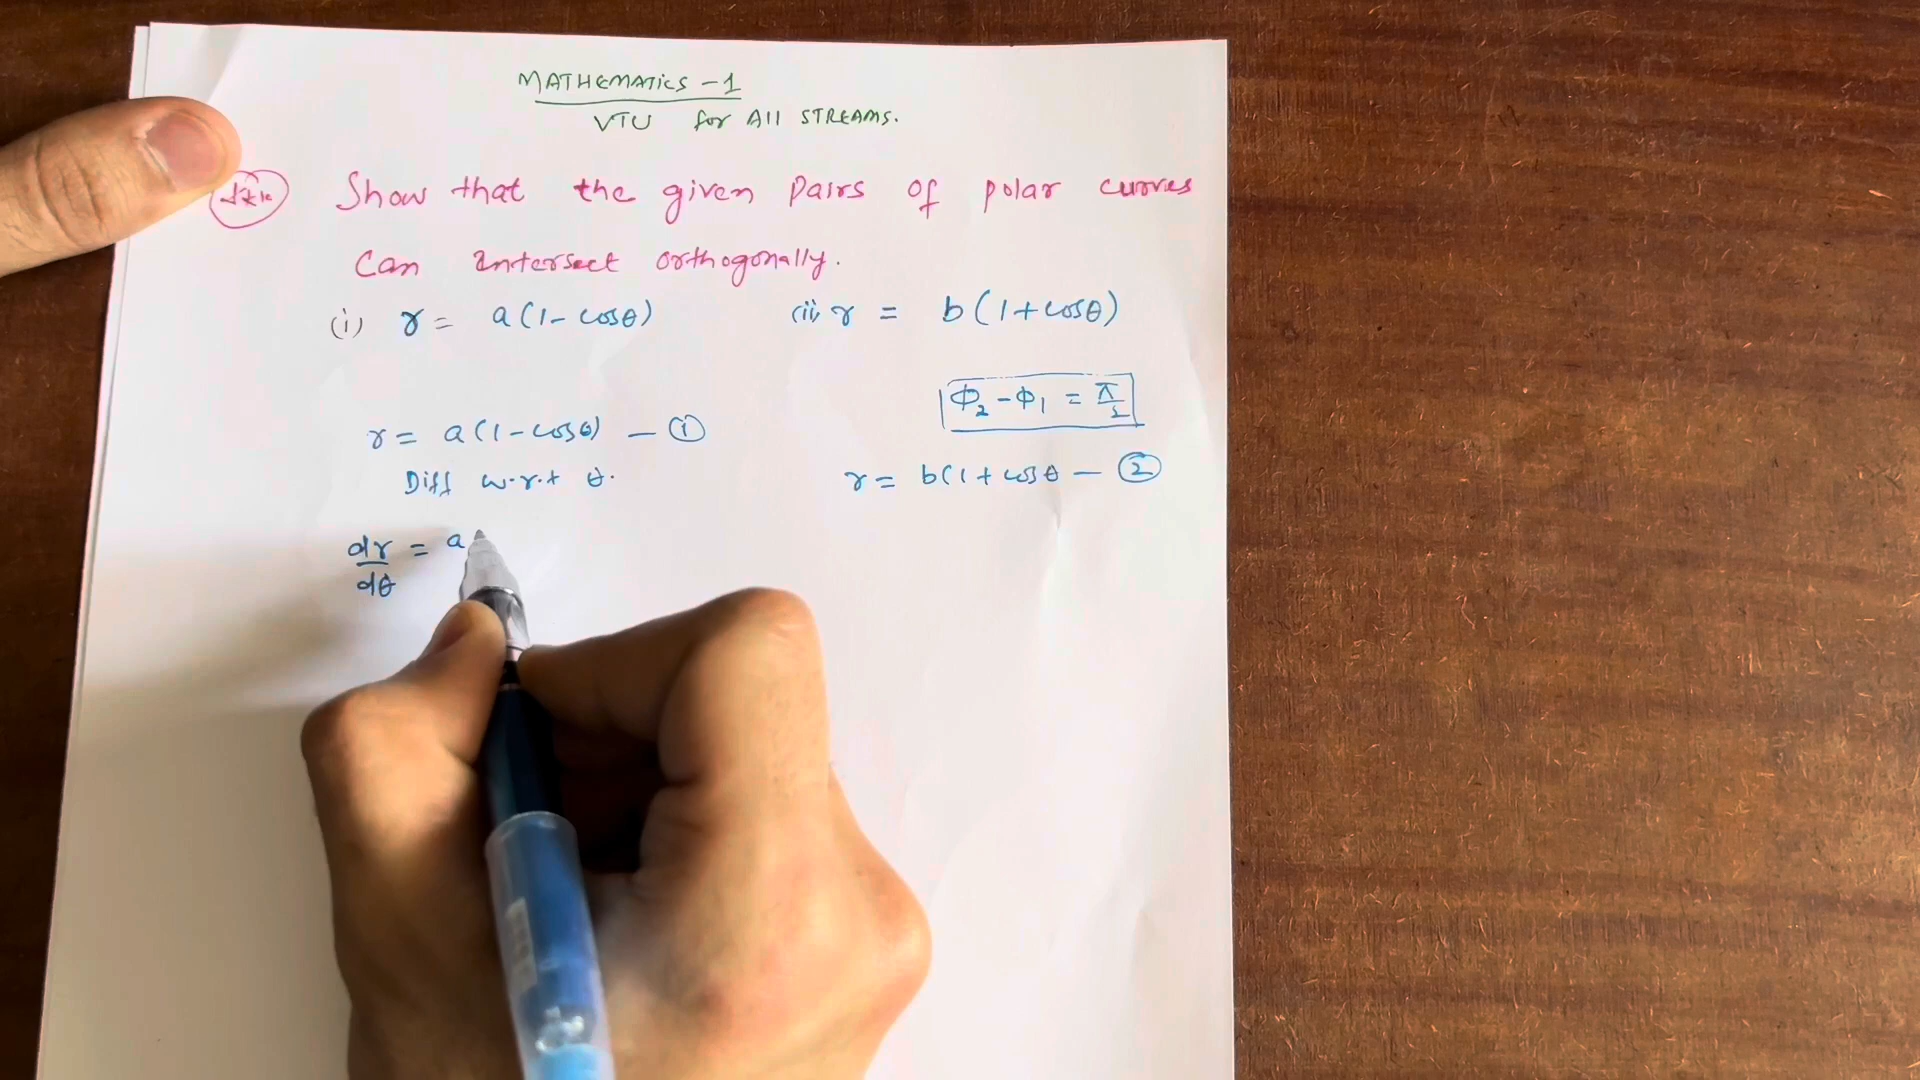 MATHEMATICS - 1
VTU for All STREAMS.
Show that the given Pairs of polar curves
can intersect orthogonally.
(i) r = a(1 - cosθ) (ii) r = b(1 + cosθ)
Φ₂ - Φ₁ = π/2
r = a(1 - cosθ) — ①
Diff w.r.t θ.
r = b(1 + cosθ — ②
dr/dθ = a